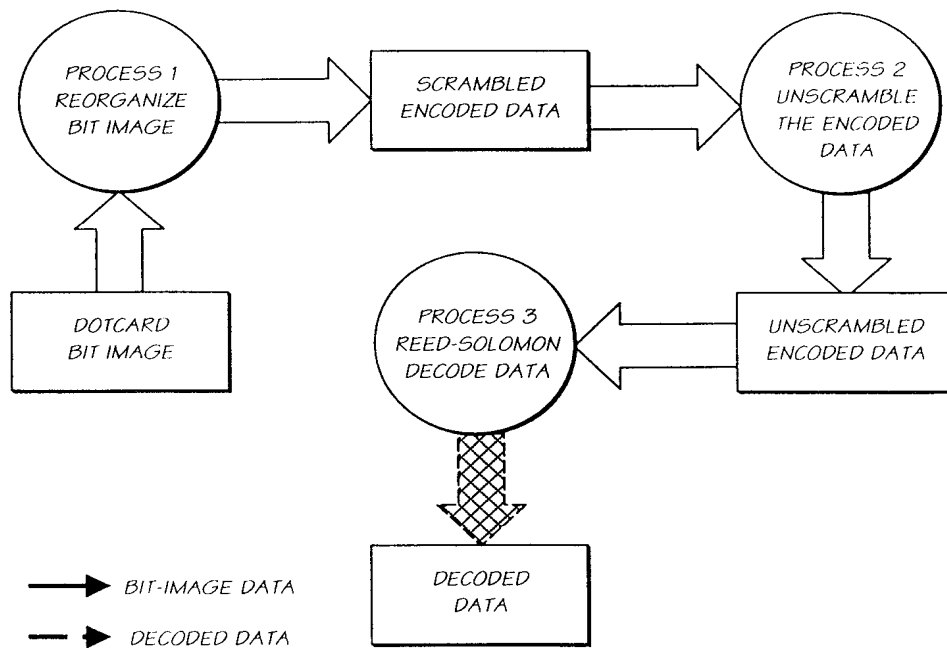 PROCESS 1
REORGANIZE
BIT IMAGE
SCRAMBLED
ENCODED DATA
PROCESS 2
UNSCRAMBLE
THE ENCODED
DATA
DOTCARD
BIT IMAGE
PROCESS 3
REED-SOLOMON
DECODE DATA
UNSCRAMBLED
ENCODED DATA
DECODED
DATA
BIT-IMAGE DATA
DECODED DATA